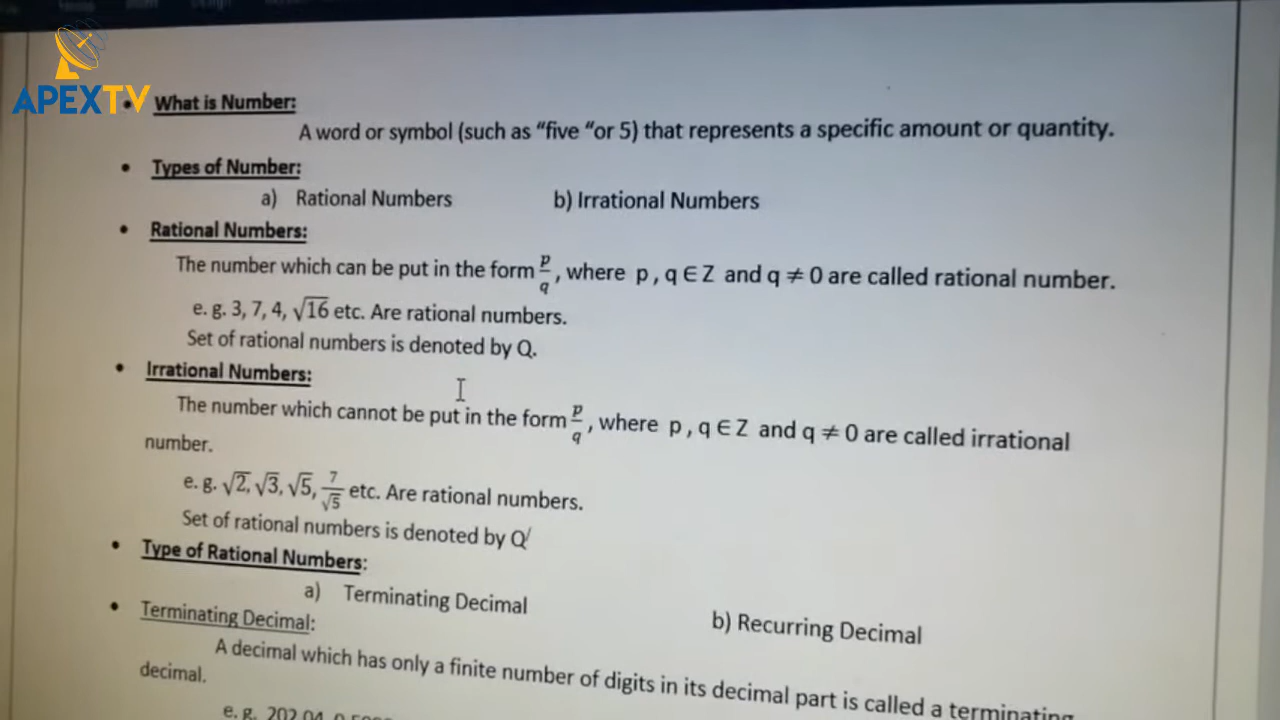 APEXTV
• What is Number:
A word or symbol (such as “five “or 5) that represents a specific amount or quantity.
• Types of Number:
a) Rational Numbers b) Irrational Numbers
• Rational Numbers:
The number which can be put in the form p/q, where p, q ∈ Z and q ≠ 0 are called rational number.
e. g. 3, 7, 4, √16 etc. Are rational numbers.
Set of rational numbers is denoted by Q.
• Irrational Numbers:
The number which cannot be put in the form p/q, where p, q ∈ Z and q ≠ 0 are called irrational
number.
e. g. √2, √3, √5, 7/√5 etc. Are rational numbers.
Set of rational numbers is denoted by Q/
• Type of Rational Numbers:
a) Terminating Decimal b) Recurring Decimal
• Terminating Decimal:
A decimal which has only a finite number of digits in its decimal part is called a terminating
decimal.
e. g. 202.04,